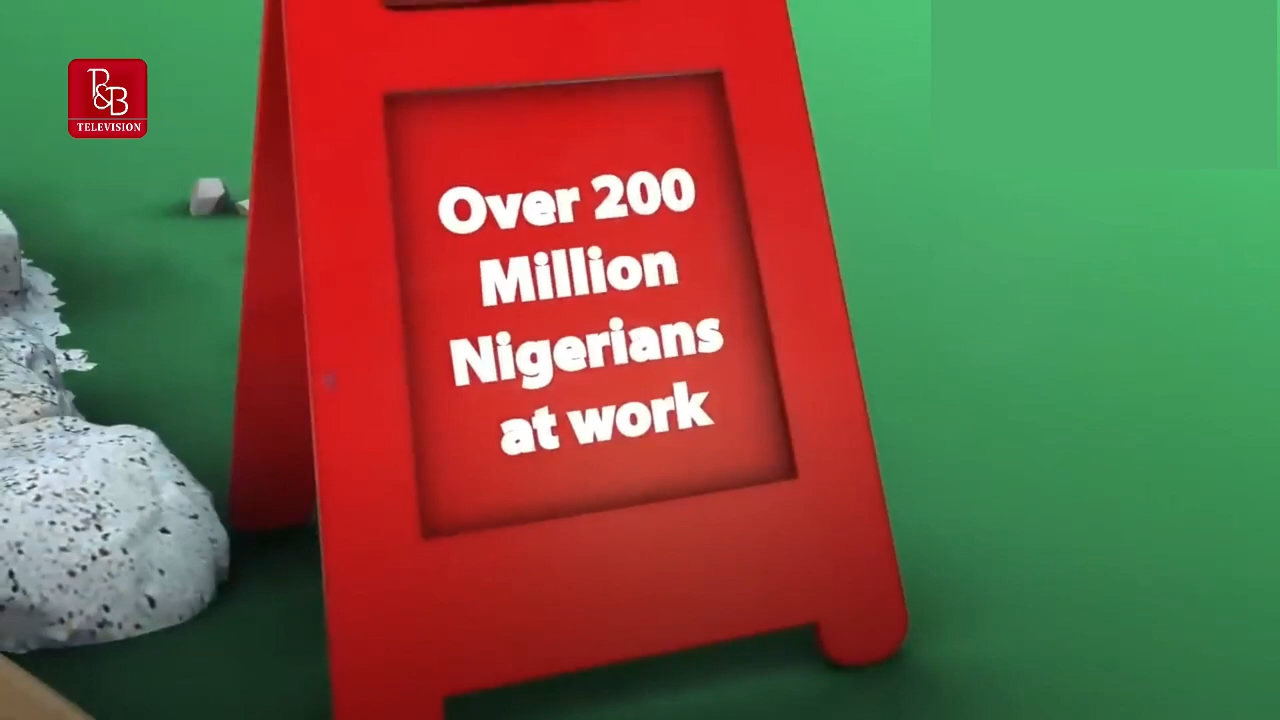 P&B
TELEVISION
Over 200
Million
Nigerians
at work